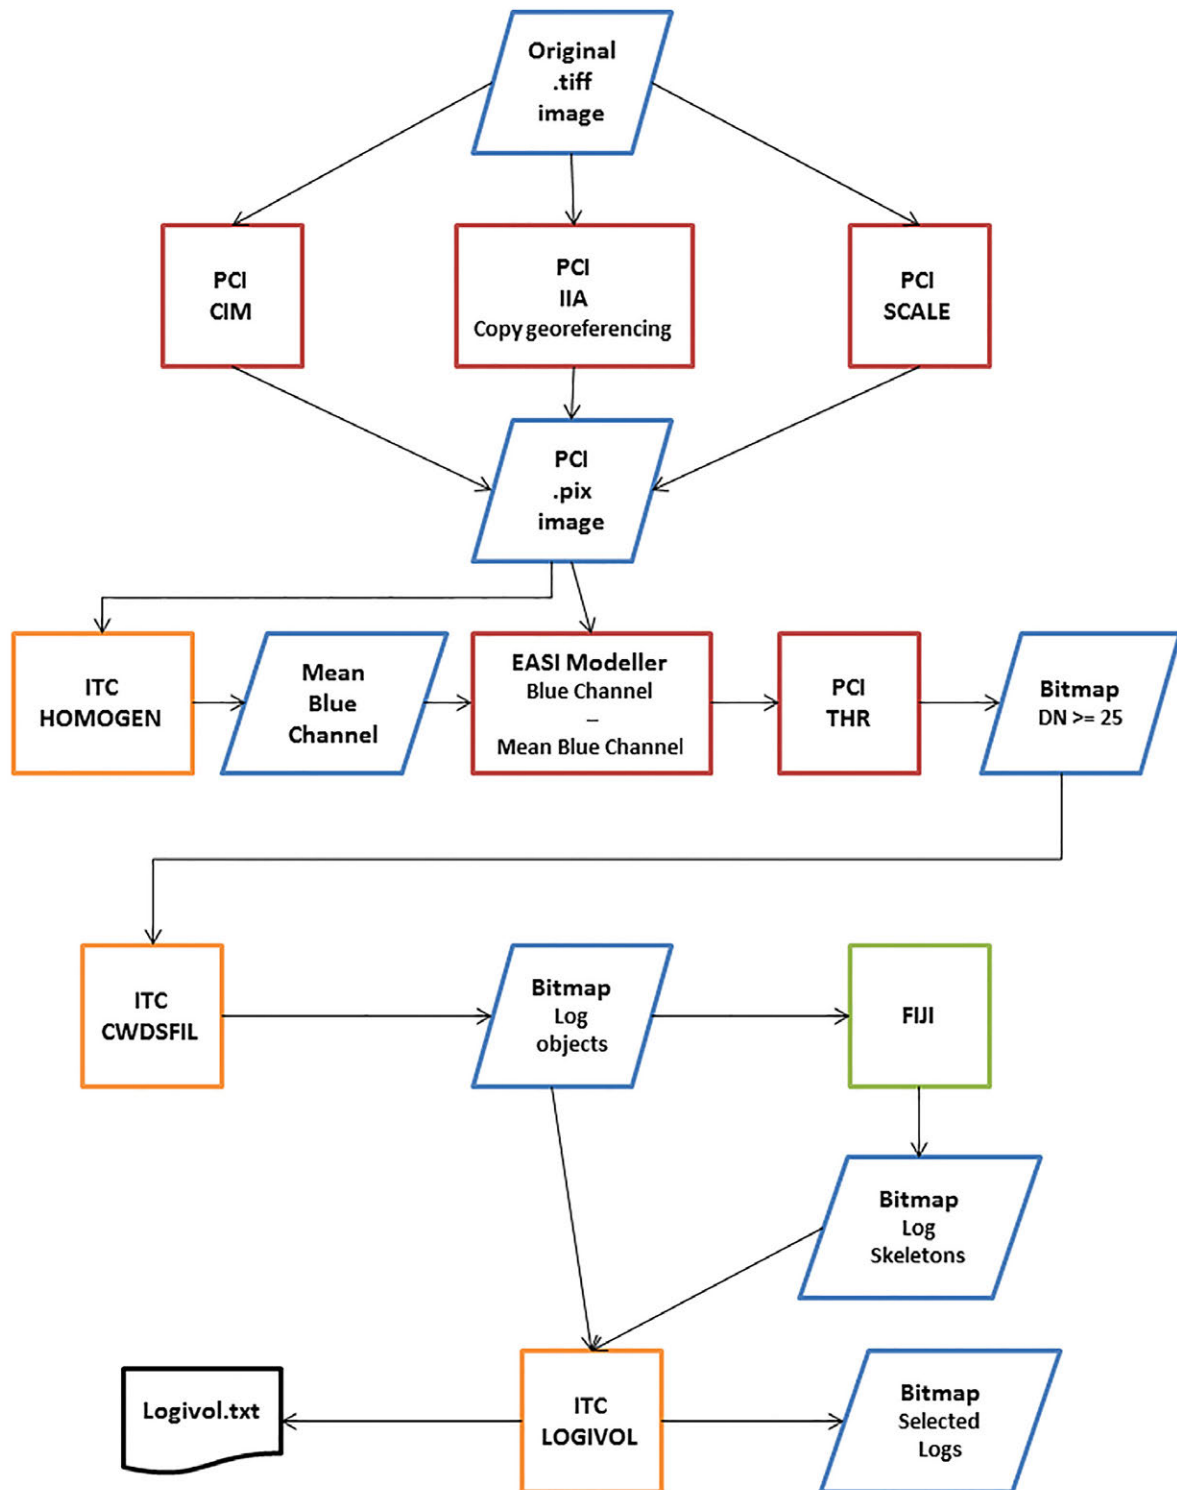 Original
.tiff
image
PCI
CIM
PCI
IIA
Copy georeferencing
PCI
SCALE
PCI
.pix
image
ITC
HOMOGEN
Mean
Blue
Channel
EASI Modeller
Blue Channel
–
Mean Blue Channel
PCI
THR
Bitmap
DN >= 25
ITC
CWDSFIL
Bitmap
Log
objects
FIJI
Bitmap
Log
Skeletons
Logivol.txt
ITC
LOGIVOL
Bitmap
Selected
Logs